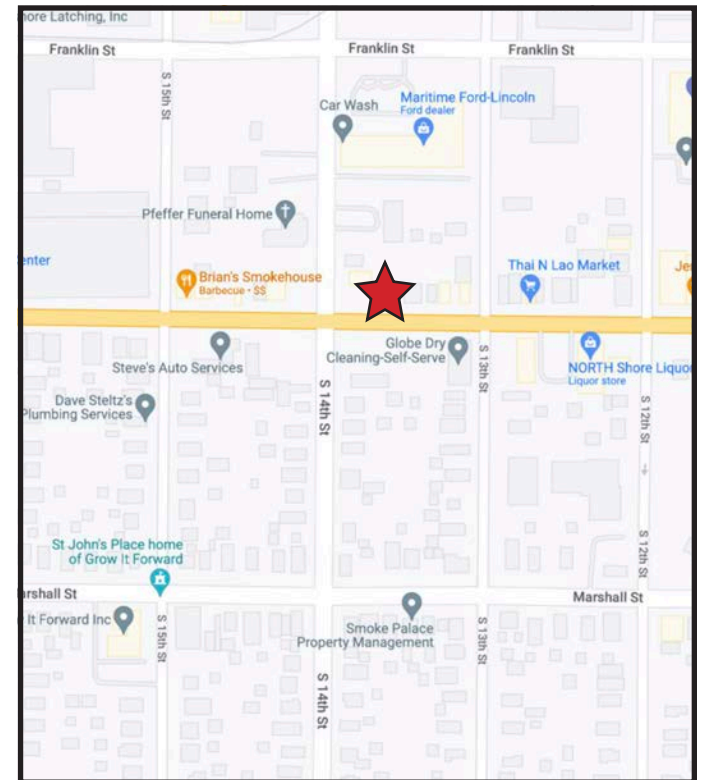 ore Latching, Inc
Franklin St
Franklin St
Franklin St
S 15th St
Car Wash
Maritime Ford-Lincoln
Ford dealer
Pfeffer Funeral Home
enter
Brian's Smokehouse
Barbecue • $$
Thai N Lao Market
Je
Steve's Auto Services
Globe Dry
Cleaning-Self-Serve
S 13th St
NORTH Shore Liquo
Liquor store
Dave Steltz's
Plumbing Services
S 14th St
S 12th St
St John's Place home
of Grow It Forward
S 12th St
arshall St
Marshall St
It Forward Inc
S 15th St
Smoke Palace
Property Management
S 13th St
S 14th St